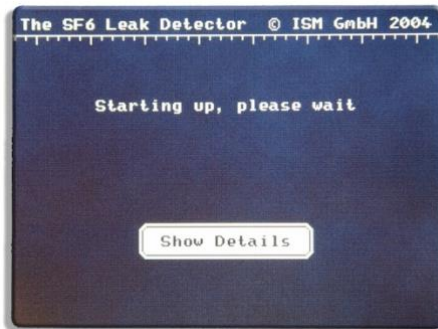 The SF6 Leak Detector © ISM GmbH 2004
Starting up, please wait
Show Details